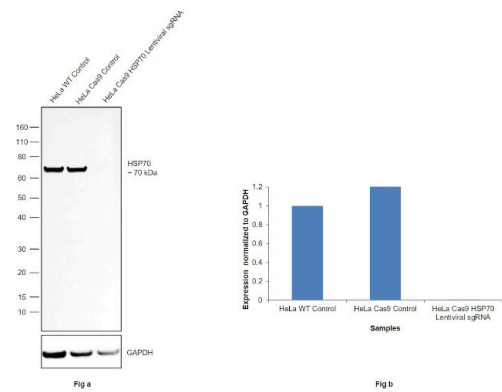 HeLa WT Control
HeLa Cas9 Control
HeLa Cas9 HSP70 Lentiviral sgRNA
160
110
80
60
50
40
30
20
15
10
HSP70
~ 70 kDa
GAPDH
Fig a
Expression normalized to GAPDH
1.2
1
0.8
0.6
0.4
0.2
0
HeLa WT Control
HeLa Cas9 Control
HeLa Cas9 HSP70
Lentiviral sgRNA
Samples
Fig b